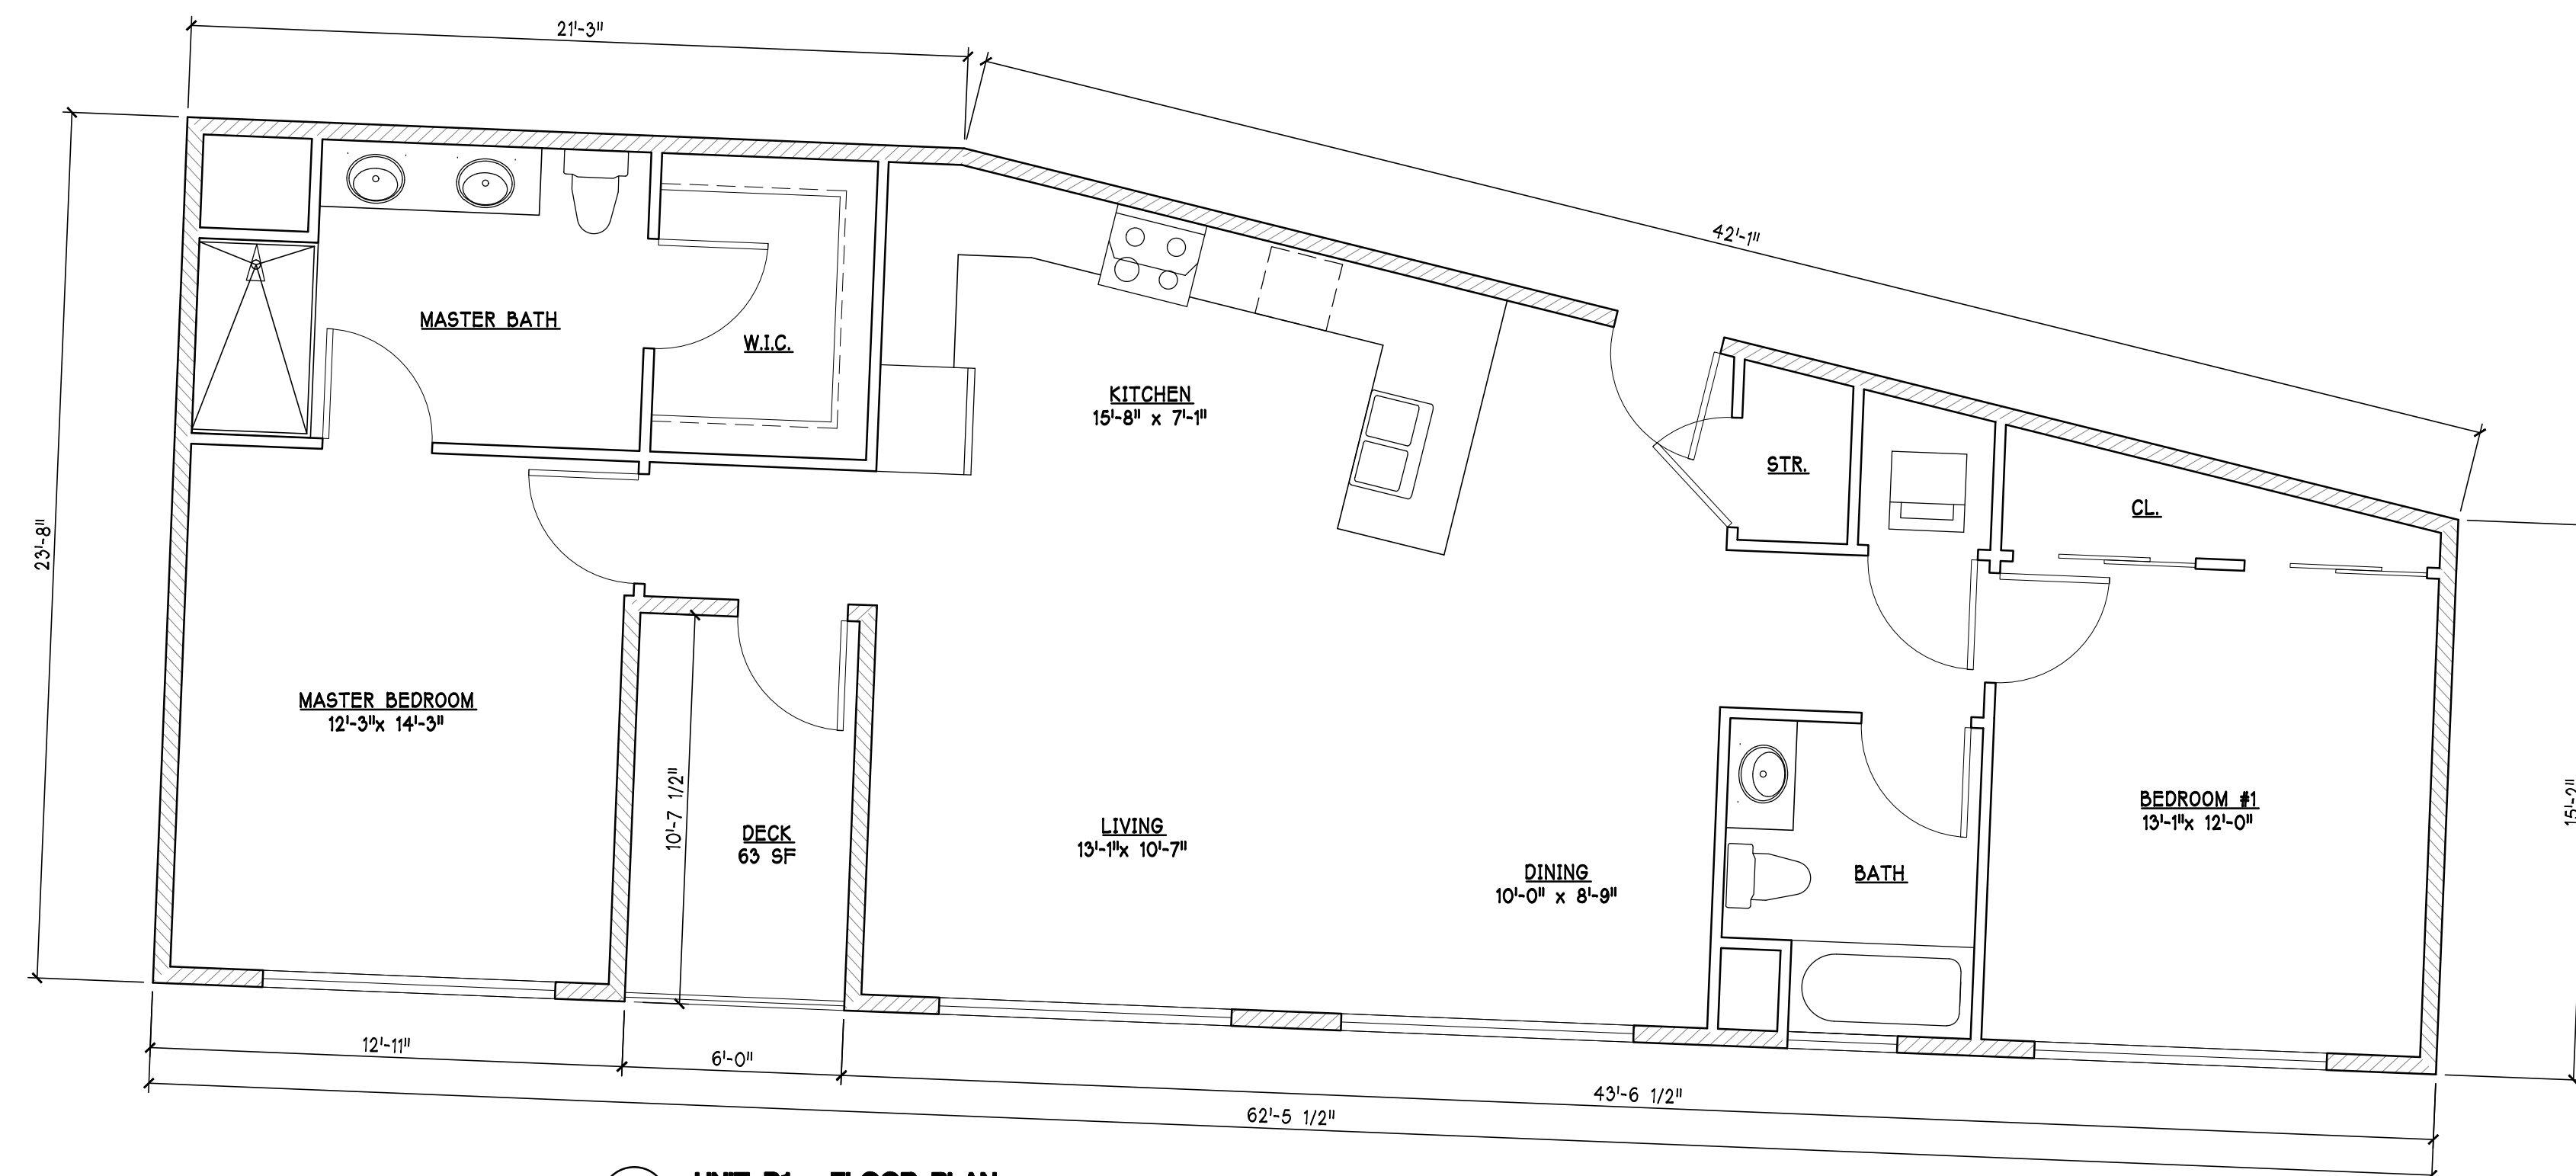 21'-3"
42'-1"
23'-8"
MASTER BATH
W.I.C.
KITCHEN
15'-8" x 7'-1"
STR.
CL.
MASTER BEDROOM
12'-3"x 14'-3"
10'-7 1/2"
DECK
63 SF
LIVING
13'-1"x 10'-7"
DINING
10'-0" x 8'-9"
BATH
BEDROOM #1
13'-1"x 12'-0"
15'-2"
12'-11"
6'-0"
43'-6 1/2"
62'-5 1/2"